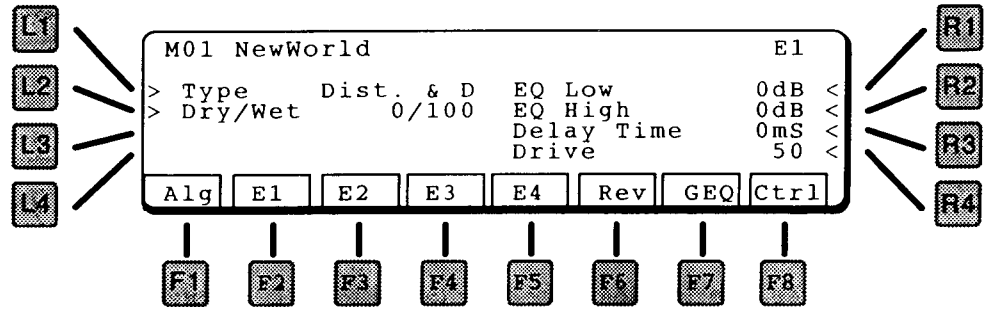 L1
L2
L3
L4
M01 NewWorld E1
> Type Dist. & D EQ Low 0dB <
> Dry/Wet 0/100 EQ High 0dB <
Delay Time 0mS <
Drive 50 <
Alg E1 E2 E3 E4 Rev GEQ Ctrl
R1
R2
R3
R4
F1 F2 F3 F4 F5 F6 F7 F8